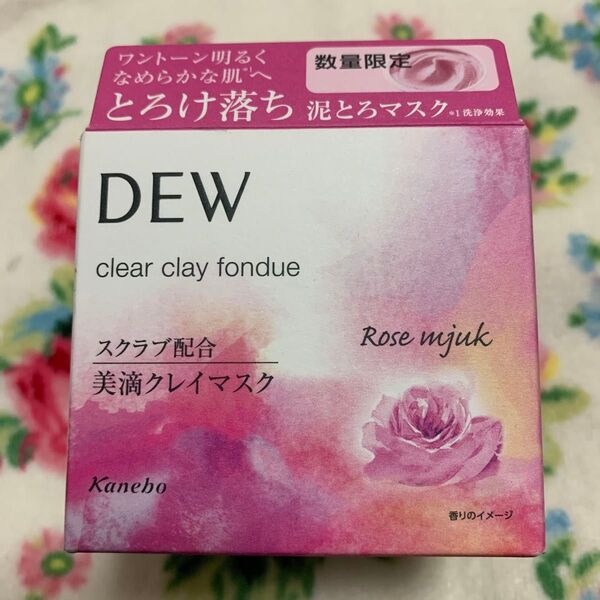 ワントーン明るく
なめらかな肌*1へ
数量限定
とろけ落ち 泥とろマスク *1 洗浄効果
DEW
clear clay fondue
Rose mjuk
スクラブ配合
美滴クレイマスク
Kanebo
香りのイメージ